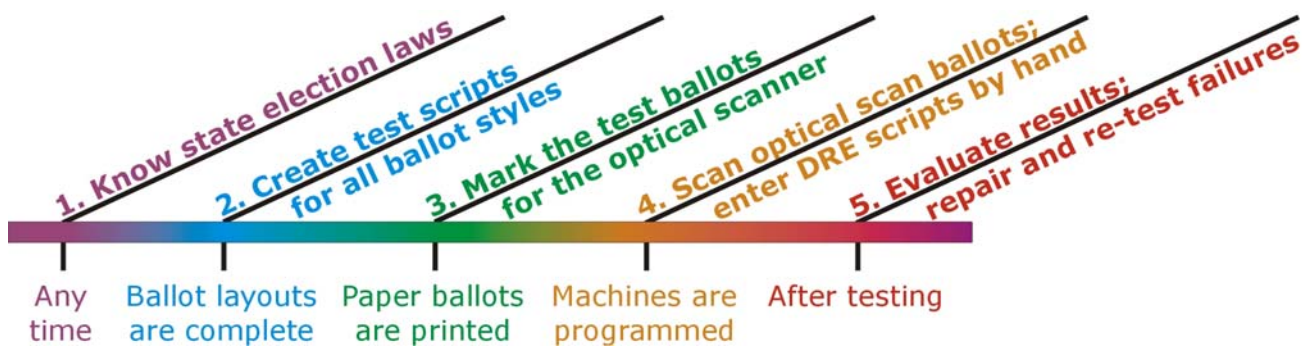 1. Know state election laws
2. Create test scripts
for all ballot styles
3. Mark the test ballots
for the optical scanner
4. Scan optical scan ballots;
enter DRE scripts by hand
5. Evaluate results;
repair and re-test failures
Any
time
Ballot layouts
are complete
Paper ballots
are printed
Machines are
programmed
After testing